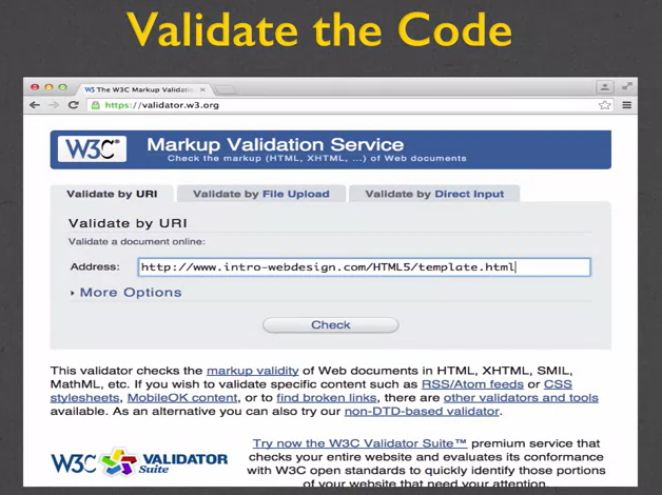 Validate the Code
W3 The W3C Markup Valida
https://validator.w3.org
W3C Markup Validation Service
Check the markup (HTML, XHTML, ...) of Web documents
Validate by URI Validate by File Upload Validate by Direct Input
Validate by URI
Validate a document online:
Address: http://www.intro-webdesign.com/HTML5/template.html
More Options
Check
This validator checks the markup validity of Web documents in HTML, XHTML, SMIL,
MathML, etc. If you wish to validate specific content such as RSS/Atom feeds or CSS
stylesheets, MobileOK content, or to find broken links, there are other validators and tools
available. As an alternative you can also try our non-DTD-based validator.
W3C VALIDATOR
Suite
Try now the W3C Validator Suite™ premium service that
checks your entire website and evaluates its conformance
with W3C open standards to quickly identify those portions
of your website that need your attention.